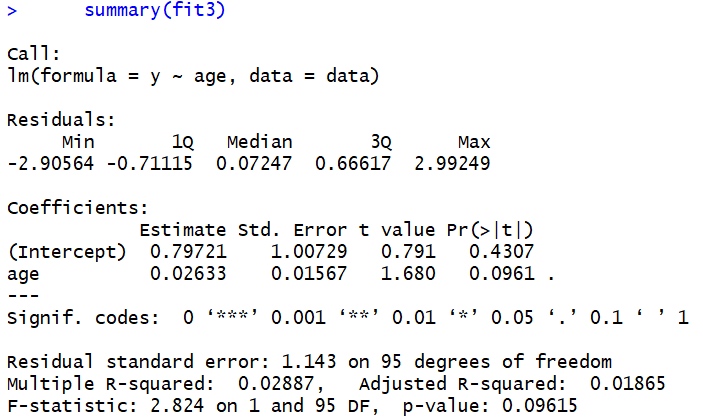 >      summary(fit3)

Call:
lm(formula = y ~ age, data = data)

Residuals:
     Min       1Q   Median       3Q      Max
-2.90564 -0.71115  0.07247  0.66617  2.99249

Coefficients:
            Estimate Std. Error t value Pr(>|t|)
(Intercept)  0.79721    1.00729   0.791   0.4307
age          0.02633    0.01567   1.680   0.0961 .
---
Signif. codes:  0 ‘***’ 0.001 ‘**’ 0.01 ‘*’ 0.05 ‘.’ 0.1 ‘ ’ 1

Residual standard error: 1.143 on 95 degrees of freedom
Multiple R-squared:  0.02887,   Adjusted R-squared:  0.01865
F-statistic: 2.824 on 1 and 95 DF,  p-value: 0.09615